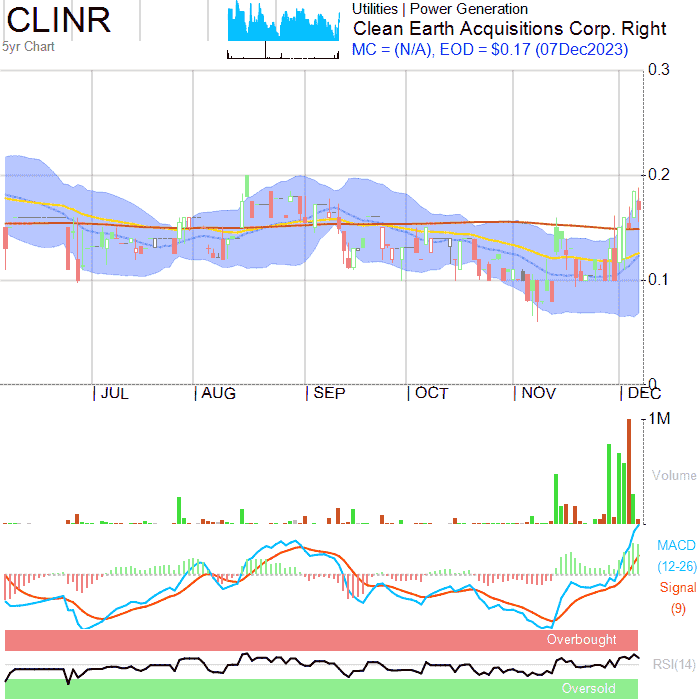 CLINR
Utilities | Power Generation
Clean Earth Acquisitions Corp. Right
5yr Chart
MC = (N/A), EOD = $0.17 (07Dec2023)
0.3
0.2
0.1
0
JUL
AUG
SEP
OCT
NOV
DEC
1M
Volume
MACD
(12-26)
Signal
(9)
Overbought
RSI(14)
Oversold